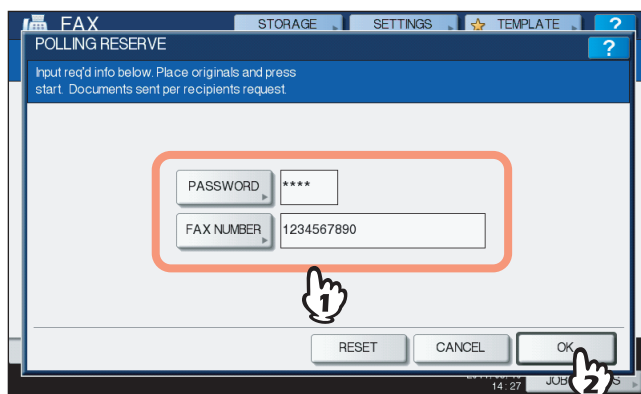 FAX
STORAGE
SETTINGS
TEMPLATE
?
POLLING RESERVE
?
Input req'd info below. Place originals and press
start. Documents sent per recipients request.
PASSWORD
****
FAX NUMBER
1234567890
1
RESET
CANCEL
OK
2
14:27
JOB